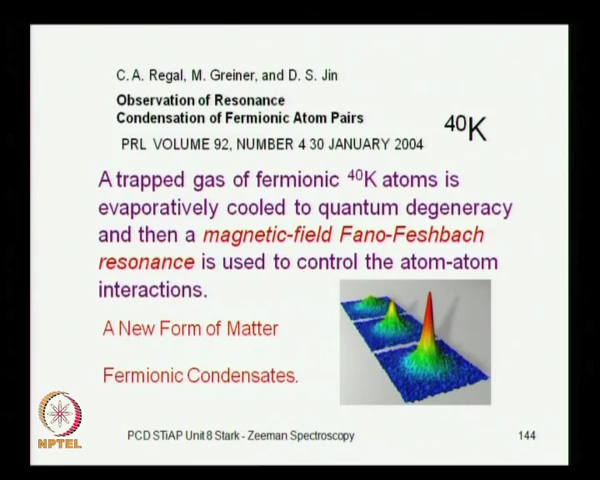 C. A. Regal, M. Greiner, and D. S. Jin
Observation of Resonance
Condensation of Fermionic Atom Pairs
⁴⁰K
PRL VOLUME 92, NUMBER 4 30 JANUARY 2004
A trapped gas of fermionic ⁴⁰K atoms is
evaporatively cooled to quantum degeneracy
and then a magnetic-field Fano-Feshbach
resonance is used to control the atom-atom
interactions.
A New Form of Matter
Fermionic Condensates.
NPTEL
PCD STiAP Unit 8 Stark - Zeeman Spectroscopy
144